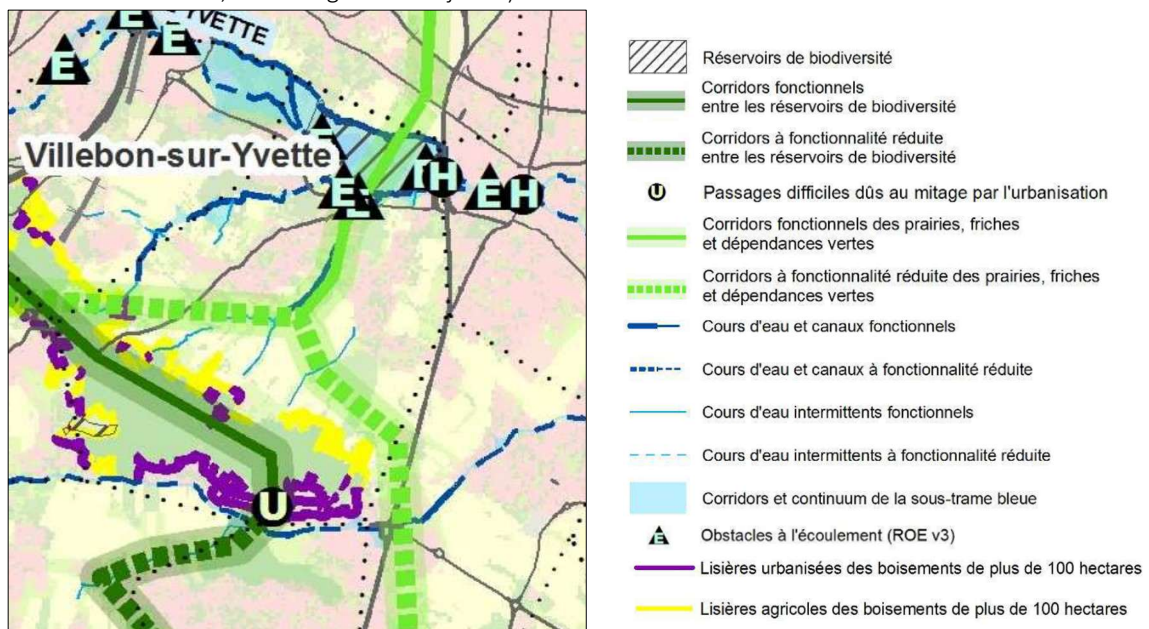 E
E
E
YVETTE
Villebon-sur-Yvette
E
H
E
H
U
Réservoirs de biodiversité
Corridors fonctionnels
entre les réservoirs de biodiversité
Corridors à fonctionnalité réduite
entre les réservoirs de biodiversité
U
Passages difficiles dûs au mitage par l'urbanisation
Corridors fonctionnels des prairies, friches
et dépendances vertes
Corridors à fonctionnalité réduite des prairies, friches
et dépendances vertes
Cours d'eau et canaux fonctionnels
Cours d'eau et canaux à fonctionnalité réduite
Cours d'eau intermittents fonctionnels
Cours d'eau intermittents à fonctionnalité réduite
Corridors et continuum de la sous-trame bleue
E
Obstacles à l'écoulement (ROE v3)
Lisières urbanisées des boisements de plus de 100 hectares
Lisières agricoles des boisements de plus de 100 hectares